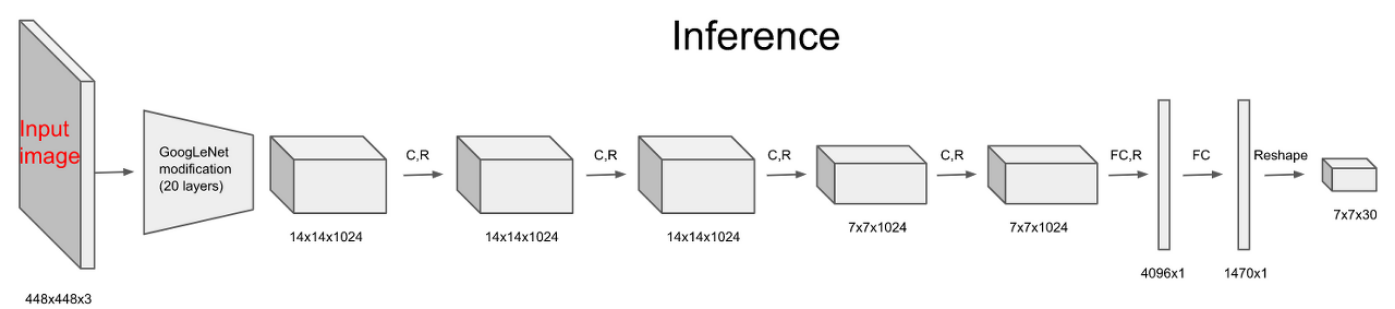 Inference
Input
image
GoogLeNet
modification
(20 layers)
C,R
C,R
C,R
C,R
FC,R
FC
Reshape
448x448x3
14x14x1024
14x14x1024
14x14x1024
7x7x1024
7x7x1024
4096x1
1470x1
7x7x30